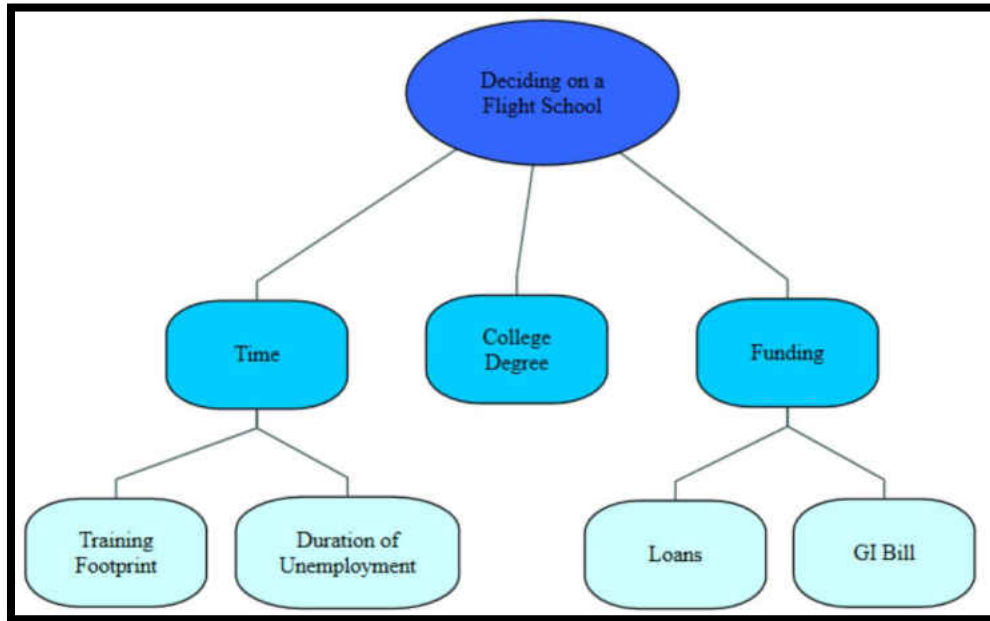 Deciding on a
Flight School
Time
College
Degree
Funding
Training
Footprint
Duration of
Unemployment
Loans
GI Bill